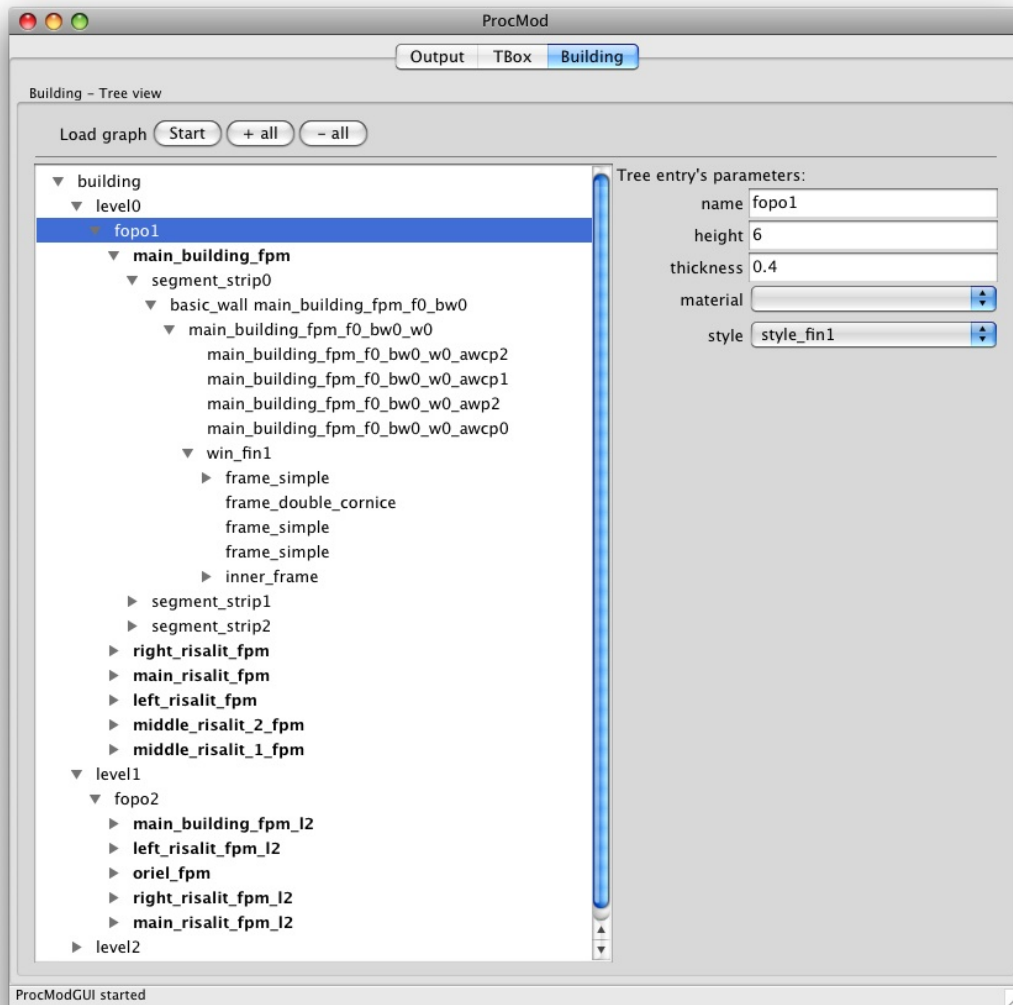 ProcMod
Output TBox Building
Building - Tree view
Load graph Start + all - all
building
level0
fopo1
main_building_fpm
segment_strip0
basic_wall main_building_fpm_f0_bw0
main_building_fpm_f0_bw0_w0
main_building_fpm_f0_bw0_w0_awcp2
main_building_fpm_f0_bw0_w0_awcp1
main_building_fpm_f0_bw0_w0_awp2
main_building_fpm_f0_bw0_w0_awcp0
win_fin1
frame_simple
frame_double_cornice
frame_simple
frame_simple
inner_frame
segment_strip1
segment_strip2
right_risalit_fpm
main_risalit_fpm
left_risalit_fpm
middle_risalit_2_fpm
middle_risalit_1_fpm
level1
fopo2
main_building_fpm_l2
left_risalit_fpm_l2
oriel_fpm
right_risalit_fpm_l2
main_risalit_fpm_l2
level2
Tree entry's parameters:
name fopo1
height 6
thickness 0.4
material
style style_fin1
ProcModGUI started